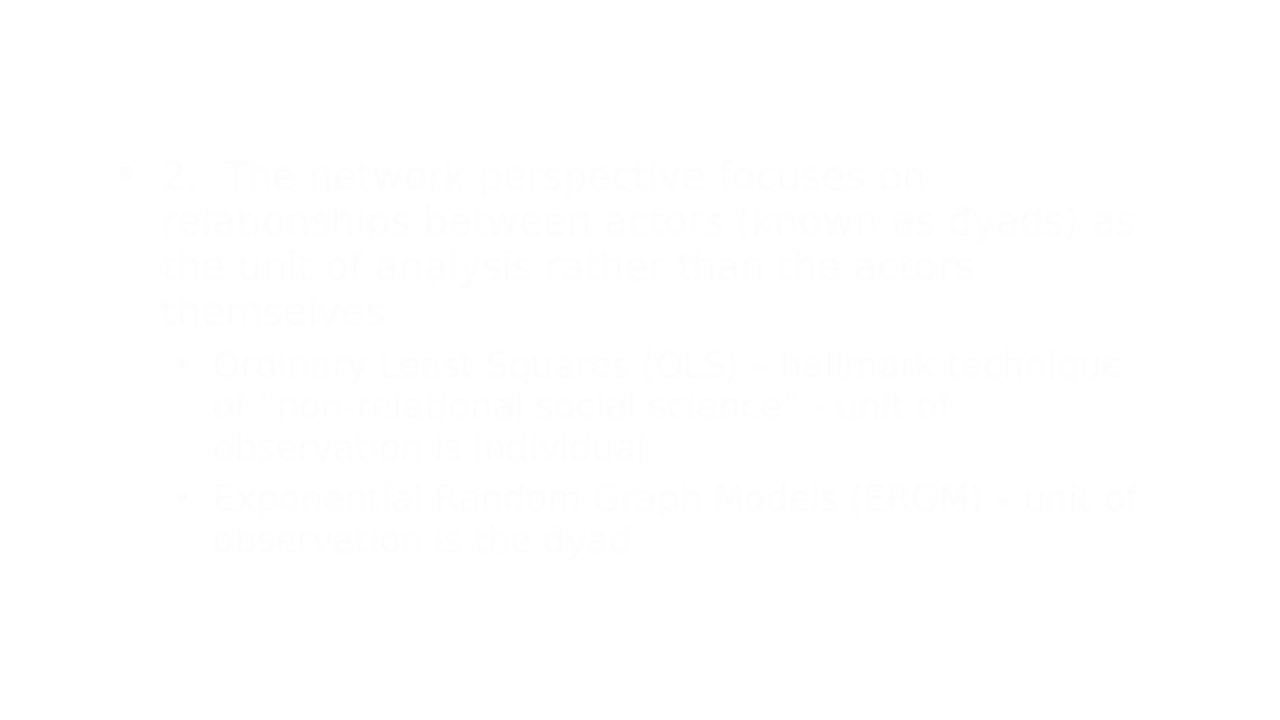 • 2. The network perspective focuses on
relationships between actors (known as dyads) as
the unit of analysis rather than the actors
themselves
• Ordinary Least Squares (OLS) – hallmark technique
of "non-relational social science" - unit of
observation is individual
• Exponential Random Graph Models (ERGM) - unit of
observation is the dyad